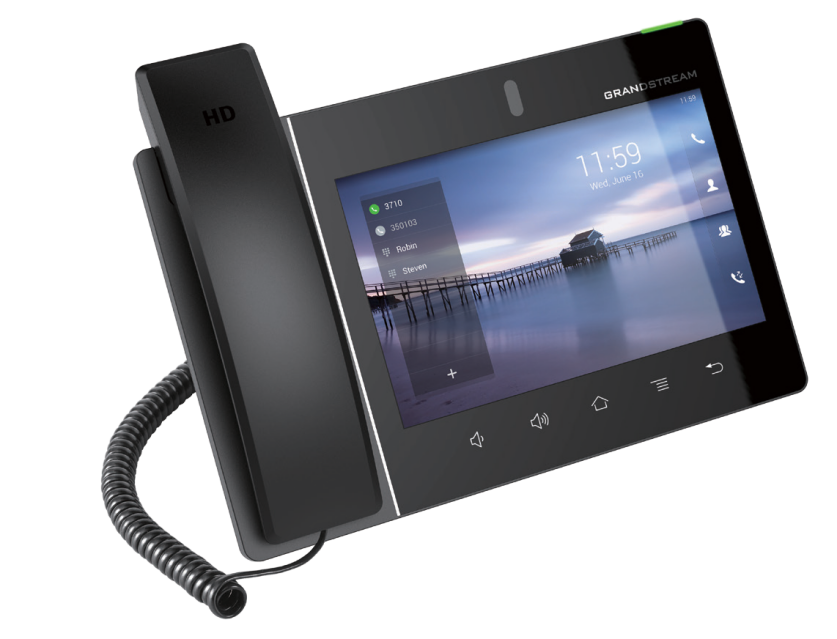 HD
GRANDSTREAM
11:59
11:59
Wed, June 16
3710
350103
Robin
Steven